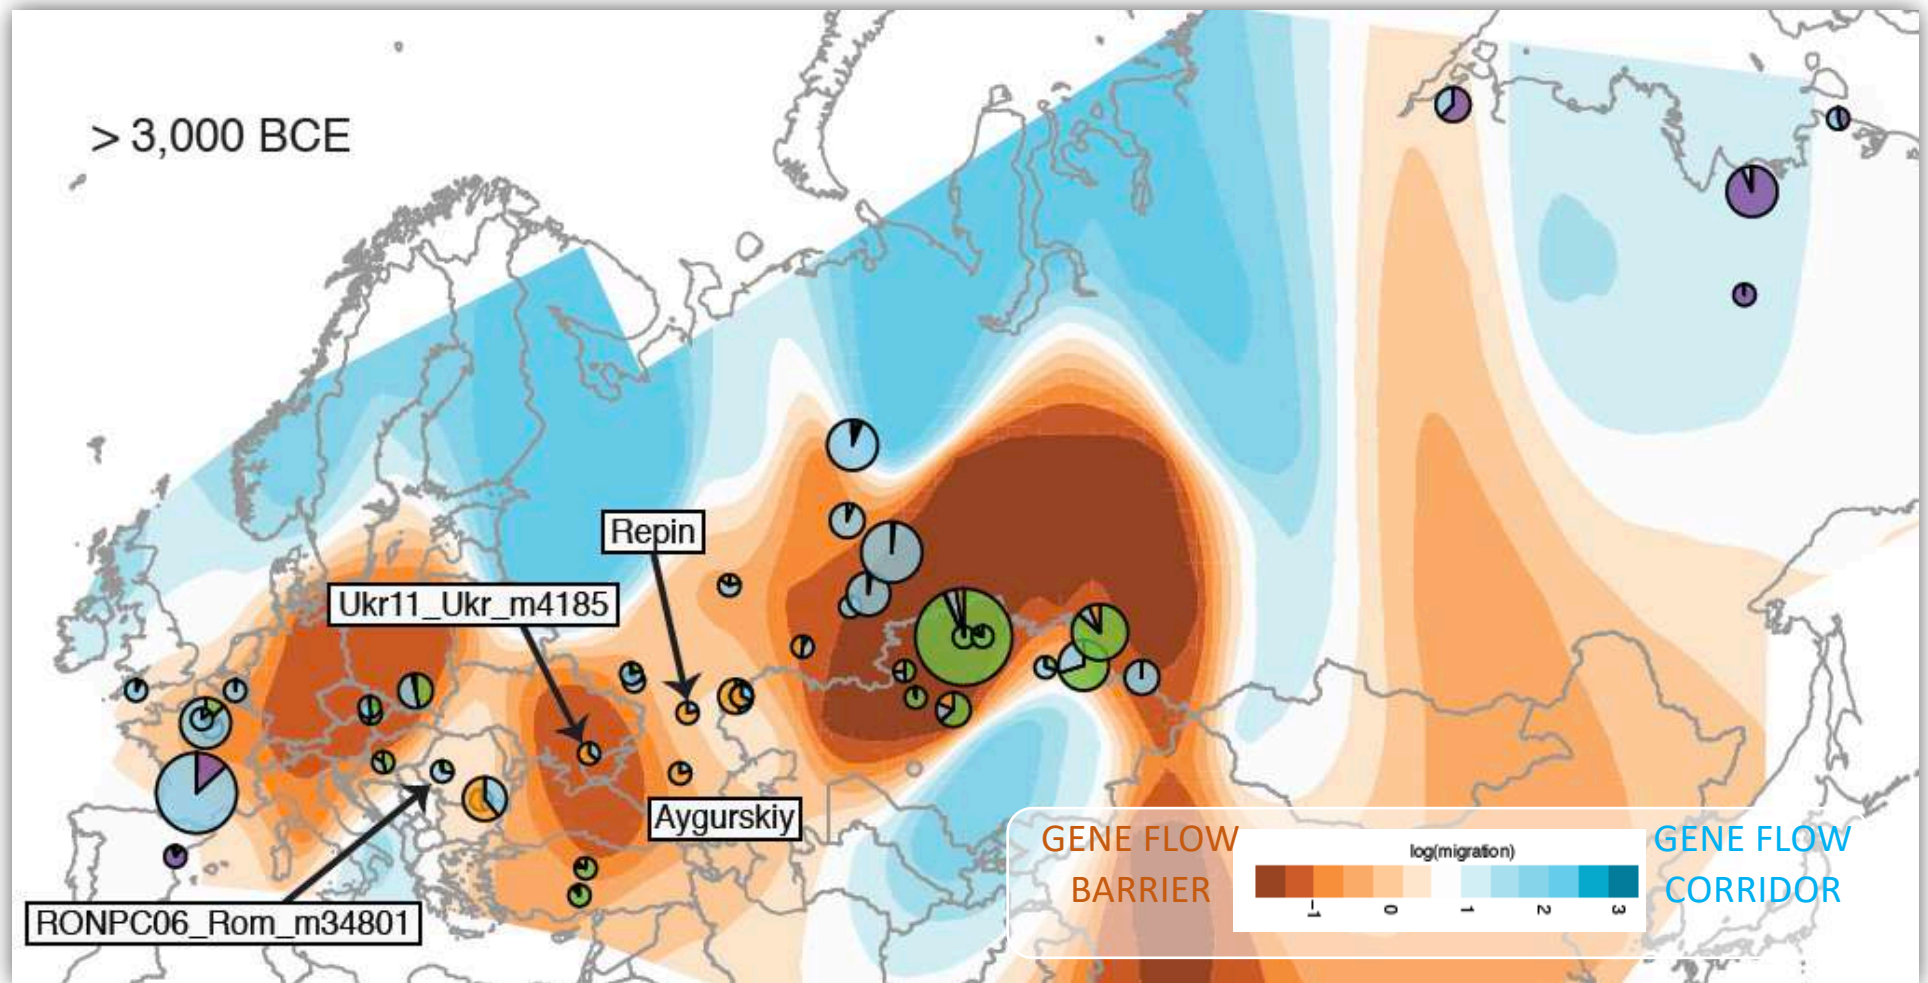 > 3,000 BCE
Repin
Ukr11_Ukr_m4185
Aygurskiy
RONPC06_Rom_m34801
GENE FLOW
BARRIER
log(migration)
−1
0
1
2
3
GENE FLOW
CORRIDOR